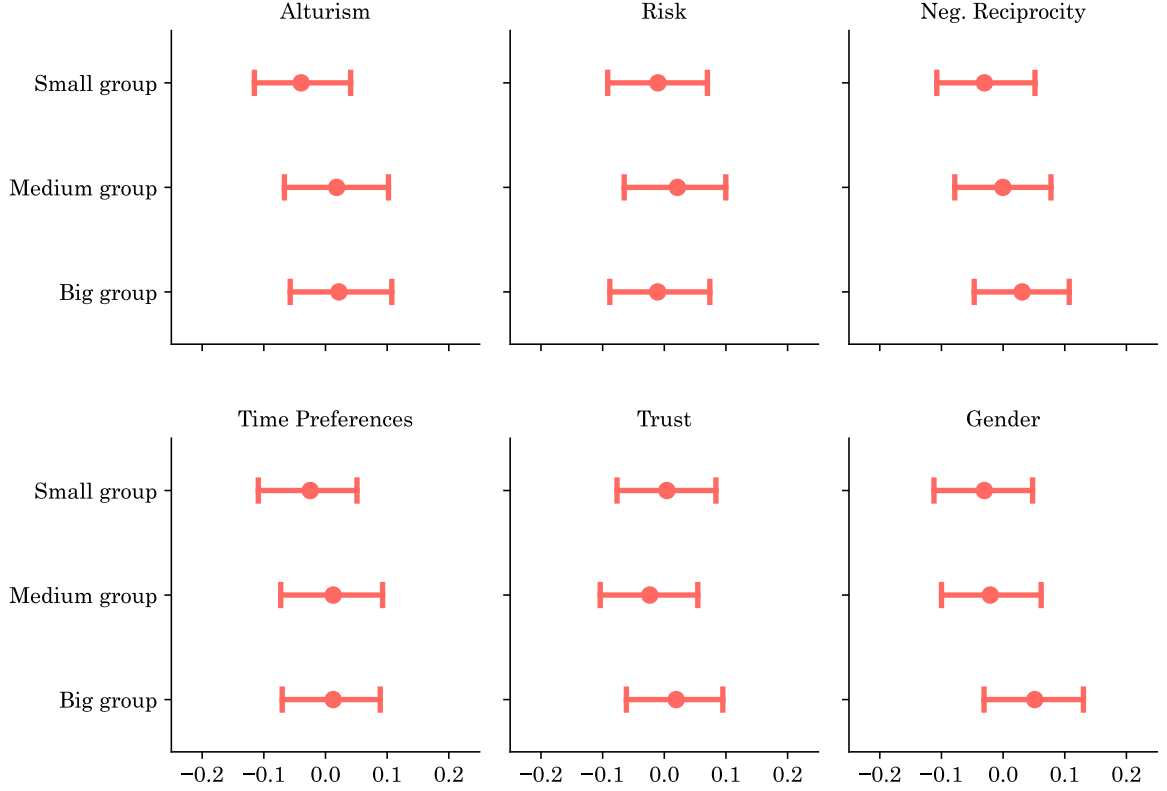 Alturism
Risk
Neg. Reciprocity
Small group
Medium group
Big group
Time Preferences
Trust
Gender
Small group
Medium group
Big group
−0.2 −0.1 0.0 0.1 0.2
−0.2 −0.1 0.0 0.1 0.2
−0.2 −0.1 0.0 0.1 0.2